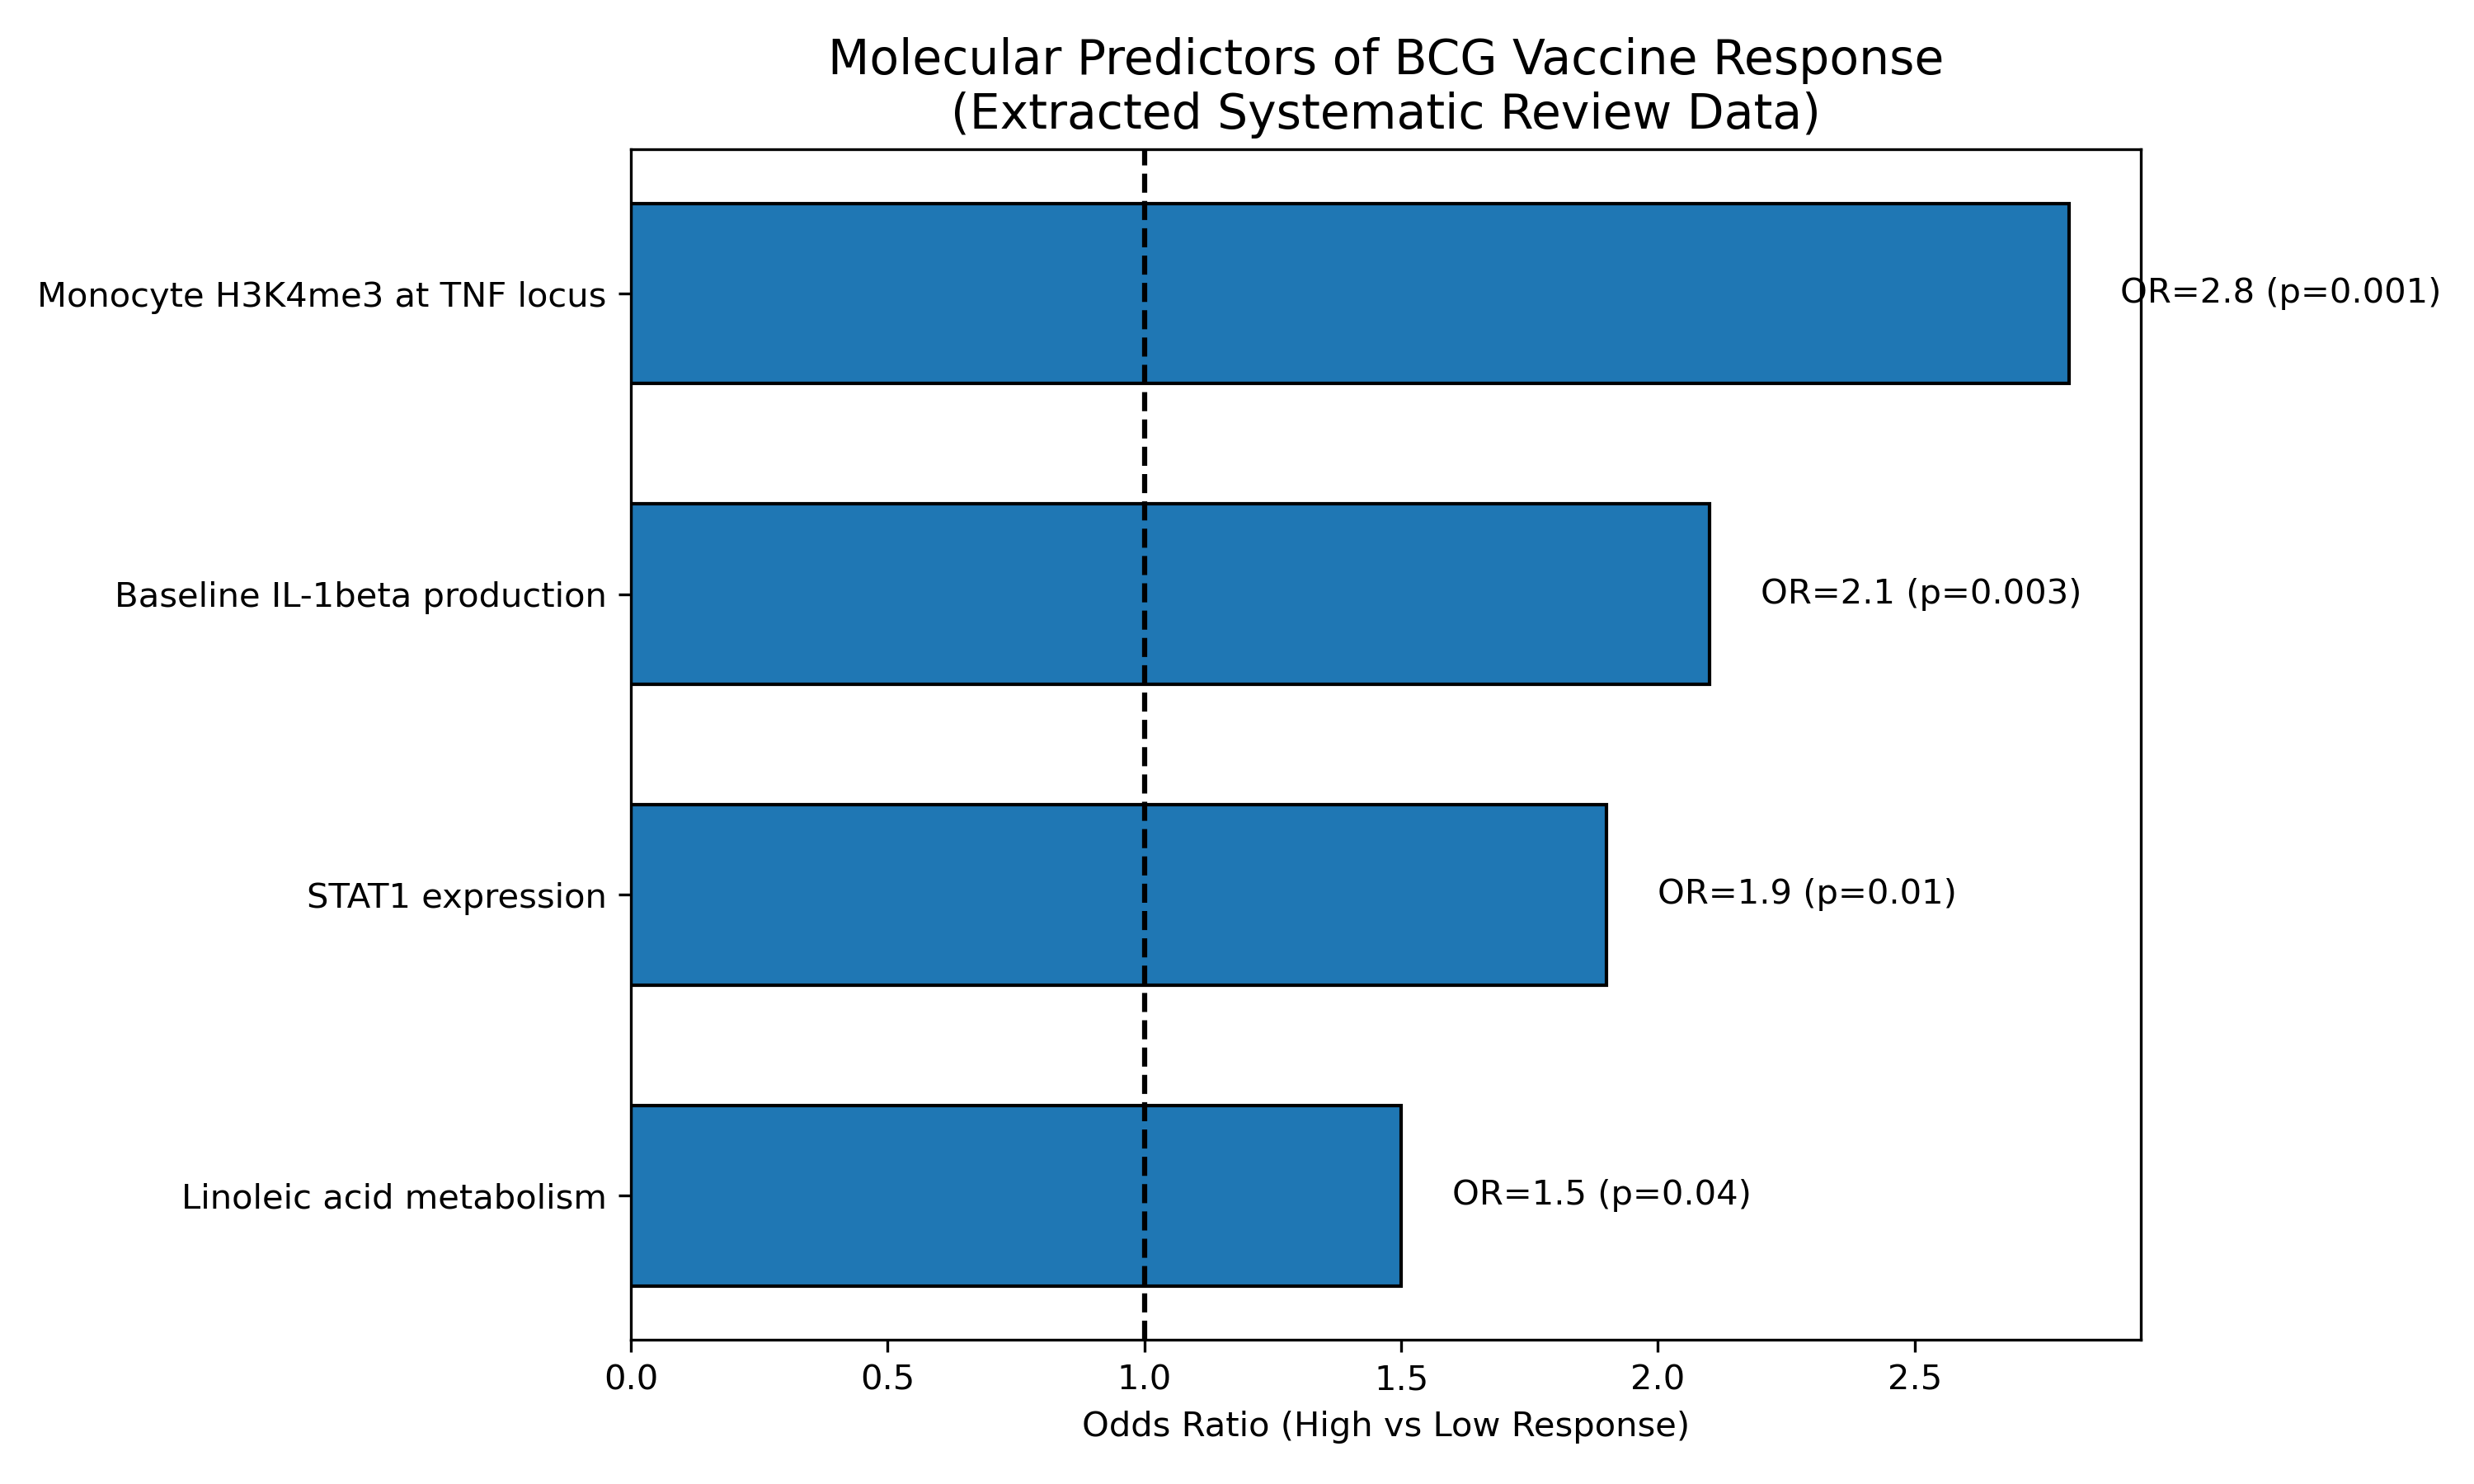 Molecular Predictors of BCG Vaccine Response
(Extracted Systematic Review Data)
Monocyte H3K4me3 at TNF locus
OR=2.8 (p=0.001)
Baseline IL-1beta production
OR=2.1 (p=0.003)
STAT1 expression
OR=1.9 (p=0.01)
Linoleic acid metabolism
OR=1.5 (p=0.04)
0.0 0.5 1.0 1.5 2.0 2.5
Odds Ratio (High vs Low Response)